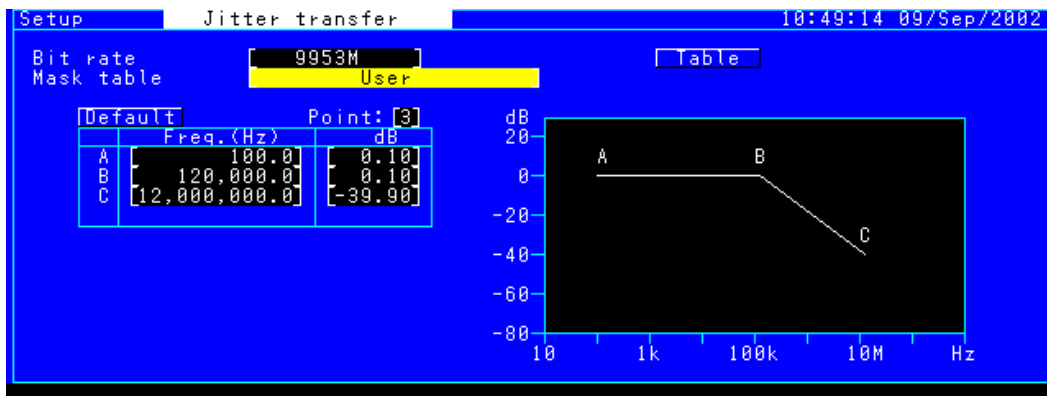 Setup Jitter transfer 10:49:14 09/Sep/2002
Bit rate [ 9953M ] Table
Mask table User
Default Point: [3]
Freq.(Hz) dB
A [ 100.0] [ 0.10]
B [ 120,000.0] [ 0.10]
C [12,000,000.0] [-39.90]
dB
20
0
-20
-40
-60
-80
A B
C
10 1k 100k 10M Hz